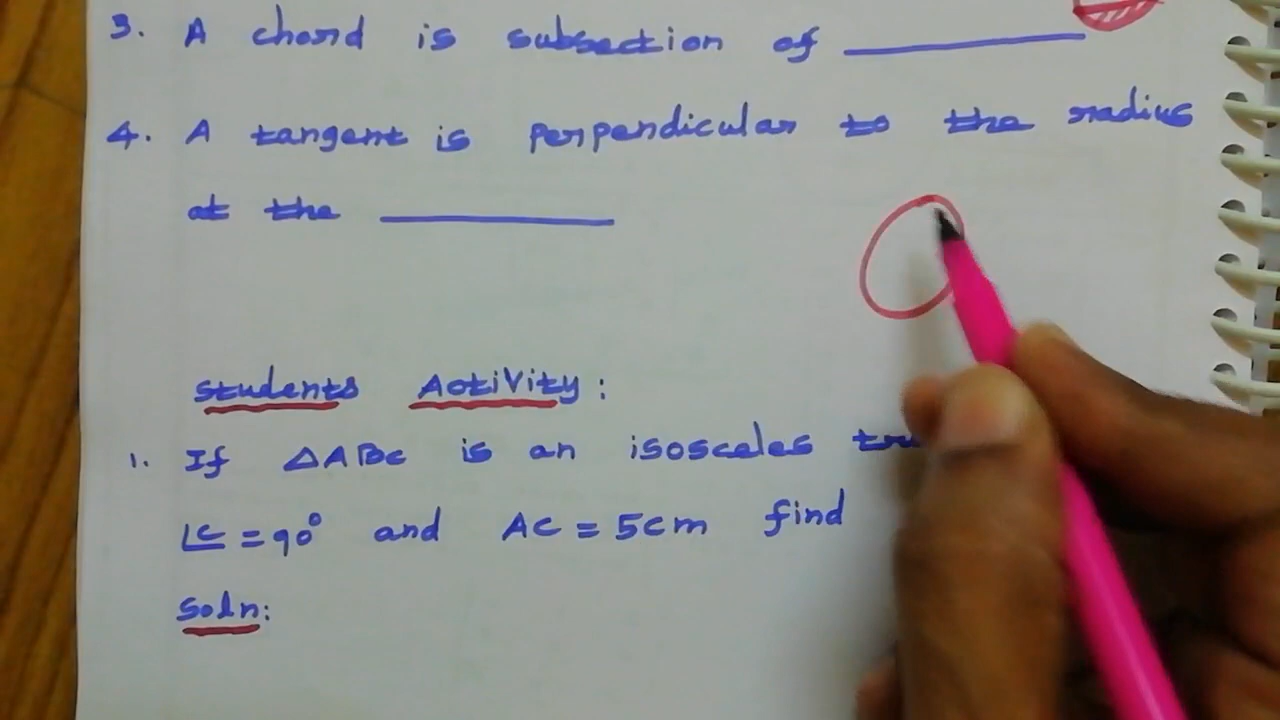 3. A chord is subsection of
4. A tangent is perpendicular to the radius
at the
Students Activity:
1. If ΔABC is an isosceles
∠C = 90° and AC = 5cm find
Soln: